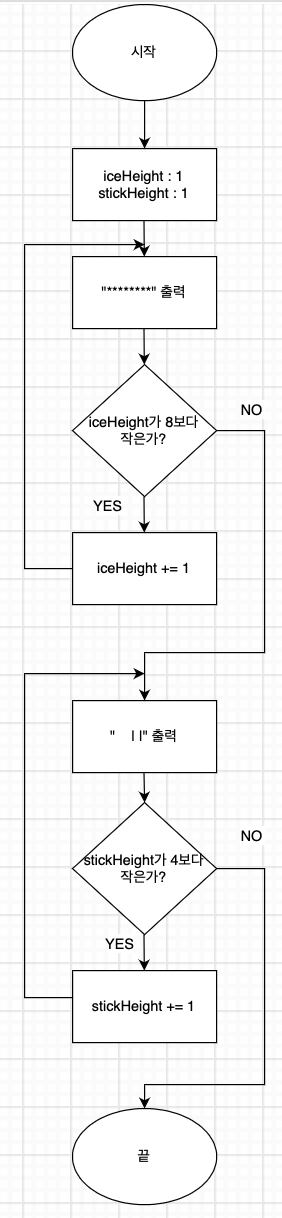 시작
iceHeight : 1
stickHeight : 1
"********" 출력
iceHeight가 8보다
작은가?
NO
YES
iceHeight += 1
"    | |" 출력
stickHeight가 4보다
작은가?
NO
YES
stickHeight += 1
끝